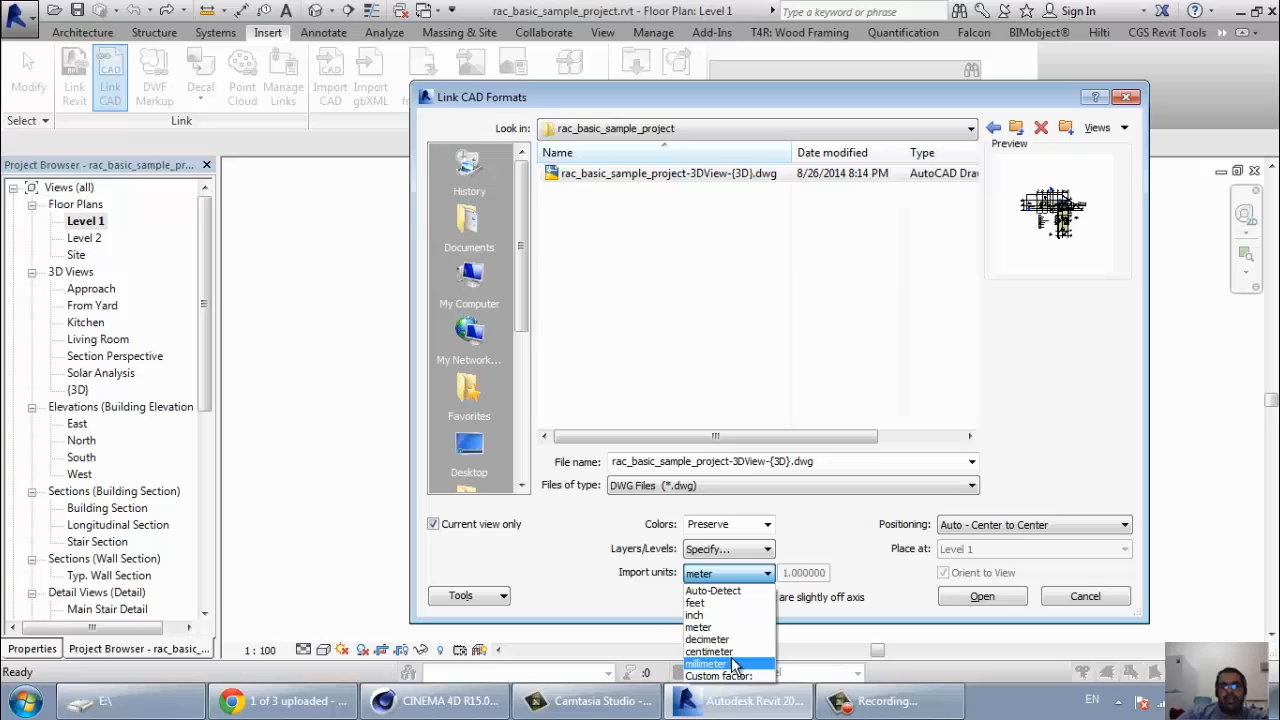 rac_basic_sample_project.rvt - Floor Plan: Level 1
Type a keyword or phrase
Sign In
Architecture Structure Systems Insert Annotate Analyze Massing & Site Collaborate View Manage Add-Ins T4R: Wood Framing Quantification Falcon BIMobject® Hilti CGS Revit Tools
Modify
Link Revit
Link CAD
DWF Markup
Decal
Point Cloud
Manage Links
Import CAD
Import gbXML
Select
Link
Project Browser - rac_basic_sample_pr...
Views (all)
Floor Plans
Level 1
Level 2
Site
3D Views
Approach
From Yard
Kitchen
Living Room
Section Perspective
Solar Analysis
{3D}
Elevations (Building Elevation
East
North
South
West
Sections (Building Section)
Building Section
Longitudinal Section
Stair Section
Sections (Wall Section)
Typ. Wall Section
Detail Views (Detail)
Main Stair Detail
Properties
Project Browser - rac_basic_sample_...
Link CAD Formats
Look in: rac_basic_sample_project
Views
Name Date modified Type
Preview
rac_basic_sample_project-3DView-{3D}.dwg 8/26/2014 8:14 PM AutoCAD Drav
History
Documents
My Computer
My Network...
Favorites
Desktop
File name: rac_basic_sample_project-3DView-{3D}.dwg
Files of type: DWG Files (*.dwg)
Current view only
Colors: Preserve
Positioning: Auto - Center to Center
Layers/Levels: Specify...
Place at: Level 1
Import units: meter 1.000000
Orient to View
Auto-Detect
feet
inch
meter
decimeter
centimeter
millimeter
Custom factor:
are slightly off axis
Tools
Open
Cancel
2D
1 : 100
Ready
:0
E:\
1 of 3 uploaded - ...
CINEMA 4D R15.0...
Camtasia Studio - ...
Autodesk Revit 20...
Recording...
EN